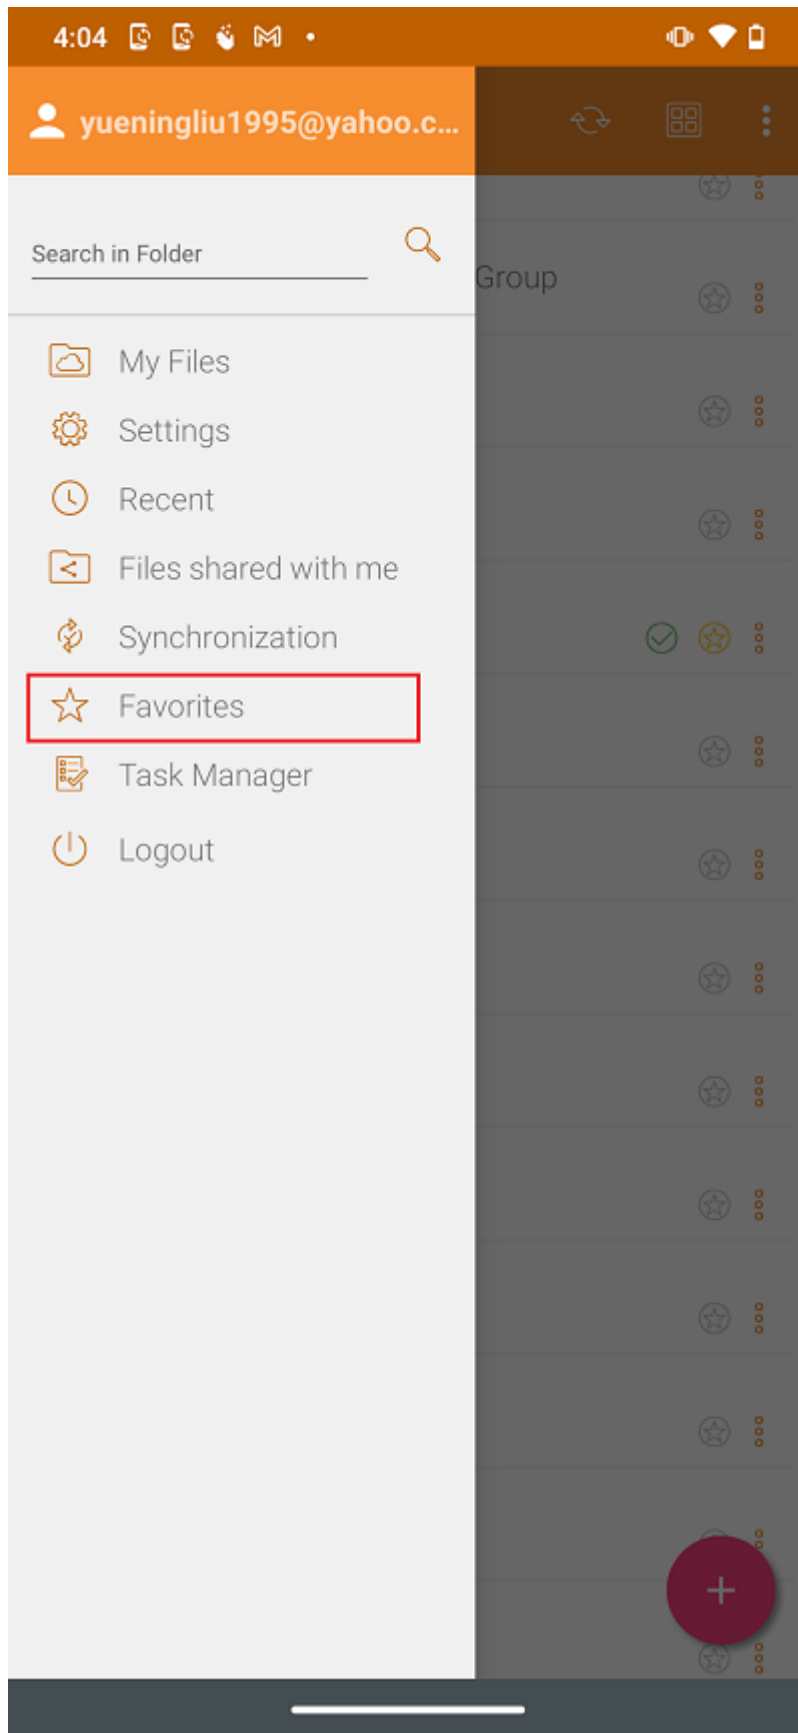 4:04
yueningliu1995@yahoo.c...
Search in Folder
Group
My Files
Settings
Recent
Files shared with me
Synchronization
Favorites
Task Manager
Logout